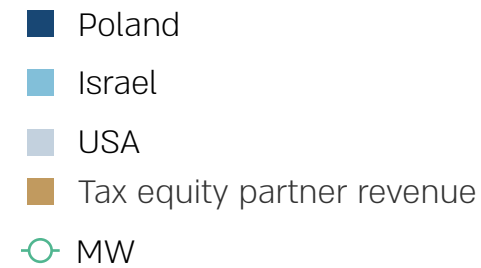 Poland
Israel
USA
Tax equity partner revenue
MW